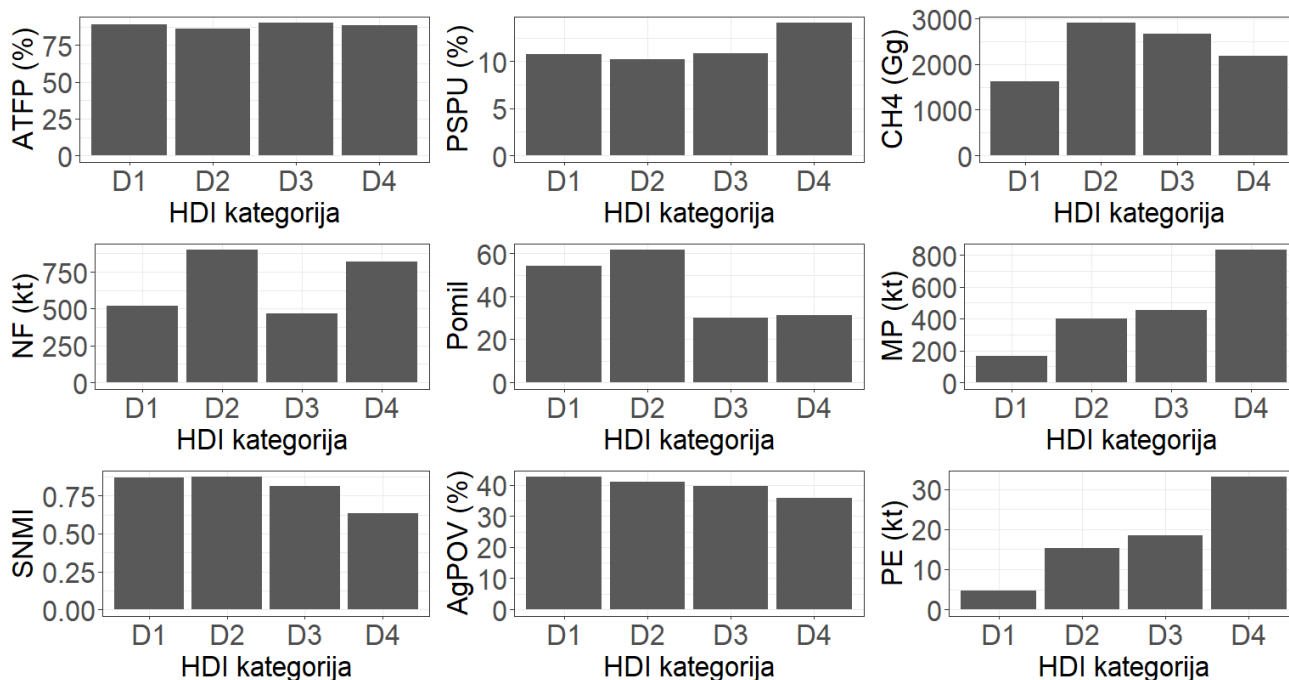 ATFP (%)
75
50
25
0
D1 D2 D3 D4
HDI kategorija
PSPU (%)
10
5
0
D1 D2 D3 D4
HDI kategorija
CH4 (Gg)
3000
2000
1000
0
D1 D2 D3 D4
HDI kategorija
NF (kt)
750
500
250
0
D1 D2 D3 D4
HDI kategorija
Pomil
60
40
20
0
D1 D2 D3 D4
HDI kategorija
MP (kt)
800
600
400
200
0
D1 D2 D3 D4
HDI kategorija
SNMI
0.75
0.50
0.25
0.00
D1 D2 D3 D4
HDI kategorija
AgPOV (%)
40
30
20
10
0
D1 D2 D3 D4
HDI kategorija
PE (kt)
30
20
10
0
D1 D2 D3 D4
HDI kategorija